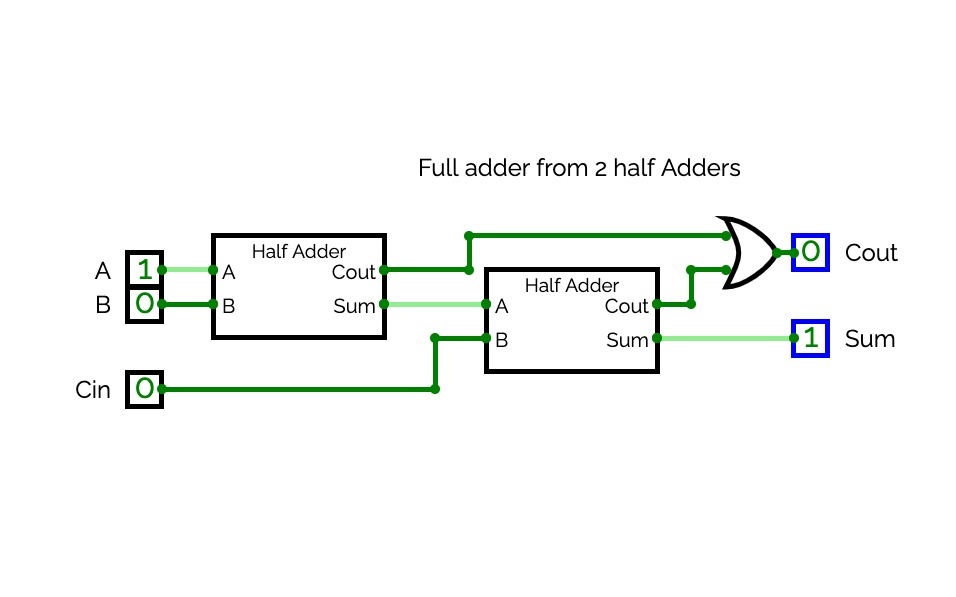 Full adder from 2 half Adders
Half Adder
A 1 A Cout 0 Cout
B 0 B Sum
Half Adder
A Cout
B Sum 1 Sum
Cin 0